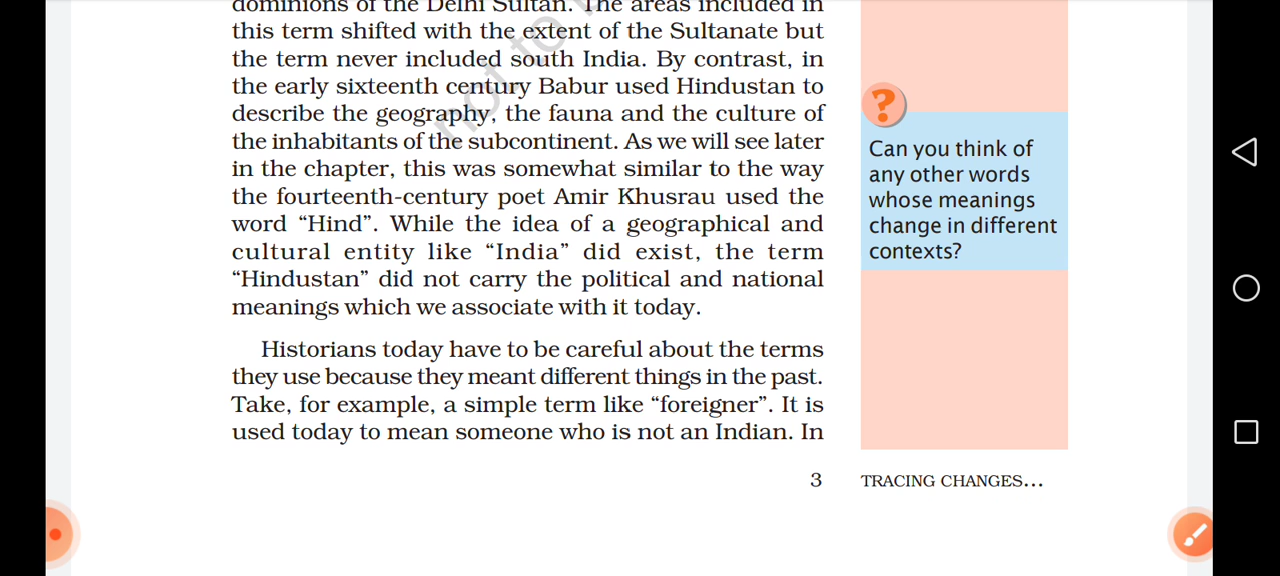 dominions of the Delhi Sultan. The areas included in
this term shifted with the extent of the Sultanate but
the term never included south India. By contrast, in
the early sixteenth century Babur used Hindustan to
describe the geography, the fauna and the culture of
the inhabitants of the subcontinent. As we will see later
in the chapter, this was somewhat similar to the way
the fourteenth-century poet Amir Khusrau used the
word “Hind”. While the idea of a geographical and
cultural entity like “India” did exist, the term
“Hindustan” did not carry the political and national
meanings which we associate with it today.
Historians today have to be careful about the terms
they use because they meant different things in the past.
Take, for example, a simple term like “foreigner”. It is
used today to mean someone who is not an Indian. In
?
Can you think of
any other words
whose meanings
change in different
contexts?
3
TRACING CHANGES...
not to